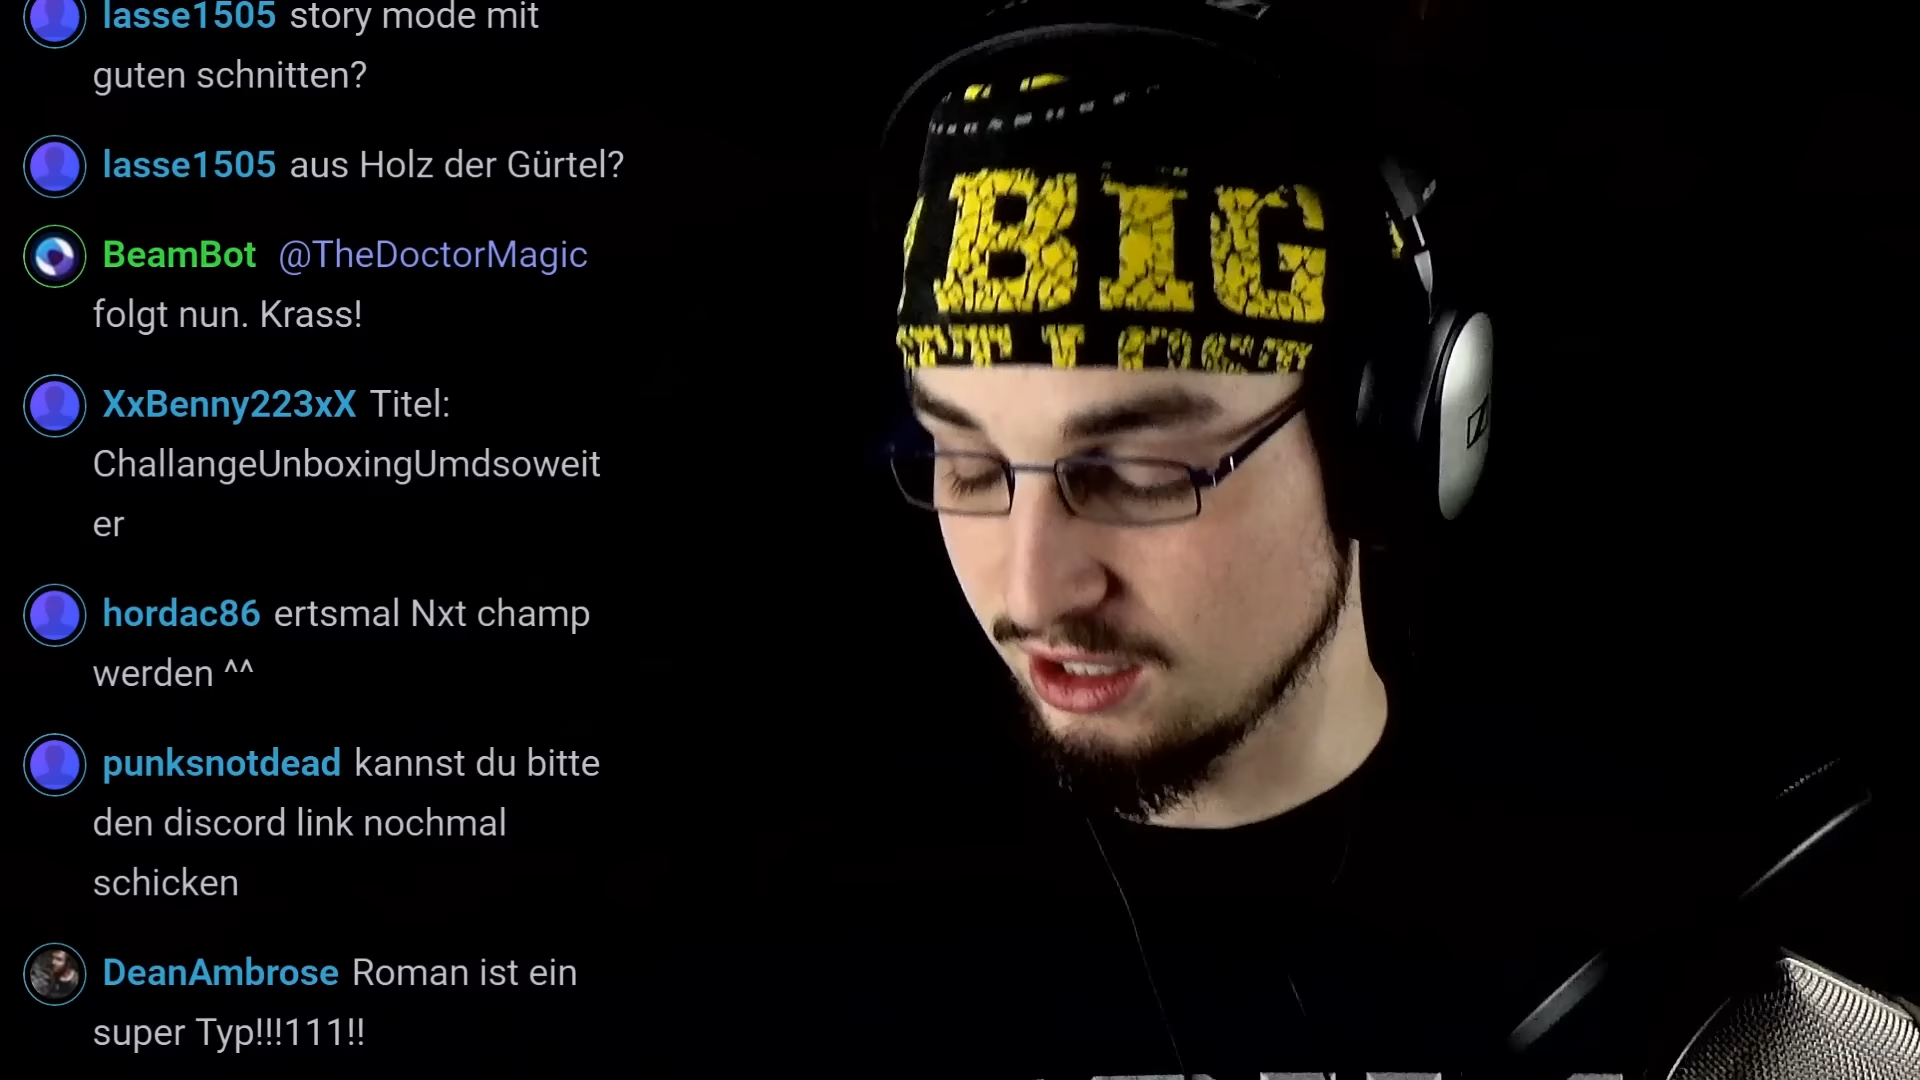 lasse1505 story mode mit
guten schnitten?
lasse1505 aus Holz der Gürtel?
BeamBot @TheDoctorMagic
folgt nun. Krass!
XxBenny223xX Titel:
ChallangeUnboxingUmdsoweit
er
hordac86 ertsmal Nxt champ
werden ^^
punksnotdead kannst du bitte
den discord link nochmal
schicken
DeanAmbrose Roman ist ein
super Typ!!!111!!
BIG